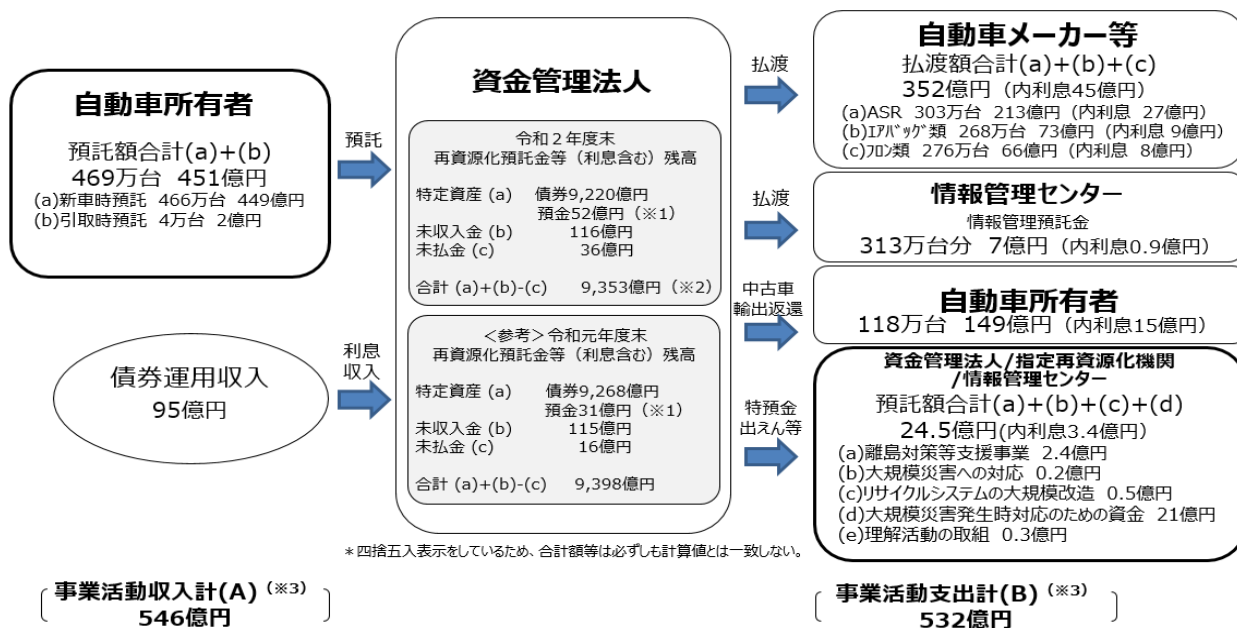 自動車所有者
預託額合計(a)+(b)
469万台 451億円
(a)新車時預託 466万台 449億円
(b)引取時預託 4万台 2億円
預託
債券運用収入
95億円
利息
収入
資金管理法人
令和２年度末
再資源化預託金等（利息含む）残高
特定資産 (a) 債券9,220億円
預金52億円（※1）
未収入金 (b) 116億円
未払金 (c) 36億円
合計 (a)+(b)-(c) 9,353億円（※2）
＜参考＞令和元年度末
再資源化預託金等（利息含む）残高
特定資産 (a) 債券9,268億円
預金31億円（※1）
未収入金 (b) 115億円
未払金 (c) 16億円
合計 (a)+(b)-(c) 9,398億円
払渡
自動車メーカー等
払渡額合計(a)+(b)+(c)
352億円（内利息45億円）
(a)ASR 303万台 213億円（内利息 27億円）
(b)ｴｱﾊﾞｯｸﾞ類 268万台 73億円（内利息 9億円）
(c)ﾌﾛﾝ類 276万台 66億円（内利息 8億円）
払渡
情報管理センター
情報管理預託金
313万台分 7億円（内利息0.9億円）
中古車
輸出返還
自動車所有者
118万台 149億円（内利息15億円）
特預金
出えん等
資金管理法人/指定再資源化機関
/情報管理センター
預託額合計(a)+(b)+(c)+(d)
24.5億円(内利息3.4億円）
(a)離島対策等支援事業 2.4億円
(b)大規模災害への対応 0.2億円
(c)リサイクルシステムの大規模改造 0.5億円
(d)大規模災害発生時対応のための資金 21億円
(e)理解活動の取組 0.3億円
＊四捨五入表示をしているため、合計額等は必ずしも計算値とは一致しない。
事業活動収入計(A)（※3）
546億円
事業活動支出計(B)（※3）
532億円